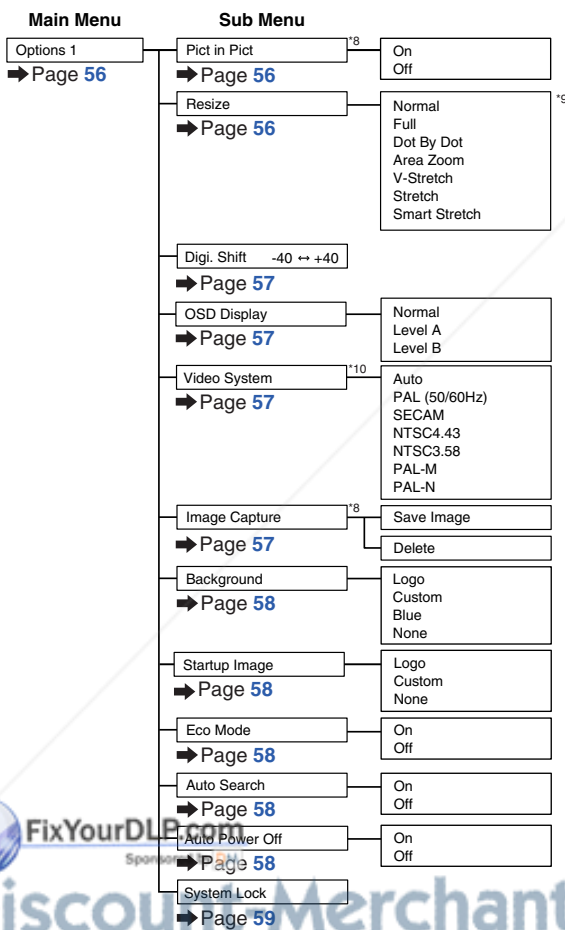 Main Menu
Sub Menu
Options 1
➡Page 56
Pict in Pict
*8
➡Page 56
On
Off
Resize
➡Page 56
Normal
*9
Full
Dot By Dot
Area Zoom
V-Stretch
Stretch
Smart Stretch
Digi. Shift -40 ↔ +40
➡Page 57
OSD Display
➡Page 57
Normal
Level A
Level B
Video System
*10
➡Page 57
Auto
PAL (50/60Hz)
SECAM
NTSC4.43
NTSC3.58
PAL-M
PAL-N
Image Capture
*8
➡Page 57
Save Image
Delete
Background
➡Page 58
Logo
Custom
Blue
None
Startup Image
➡Page 58
Logo
Custom
None
Eco Mode
➡Page 58
On
Off
Auto Search
➡Page 58
On
Off
FixYourDLP.com
*Auto Power Off
➡Page 58
On
Off
System Lock
➡Page 59
iscount-Merchant